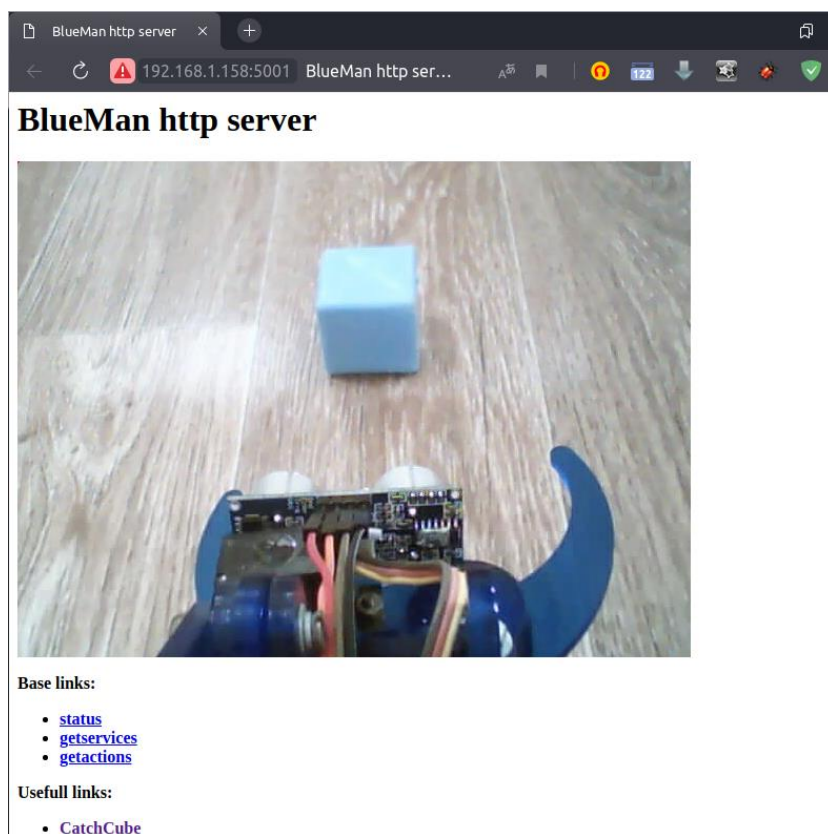 BlueMan http server
192.168.1.158:5001 BlueMan http ser...
122
BlueMan http server
Base links:
status
getservices
getactions
Usefull links:
CatchCube